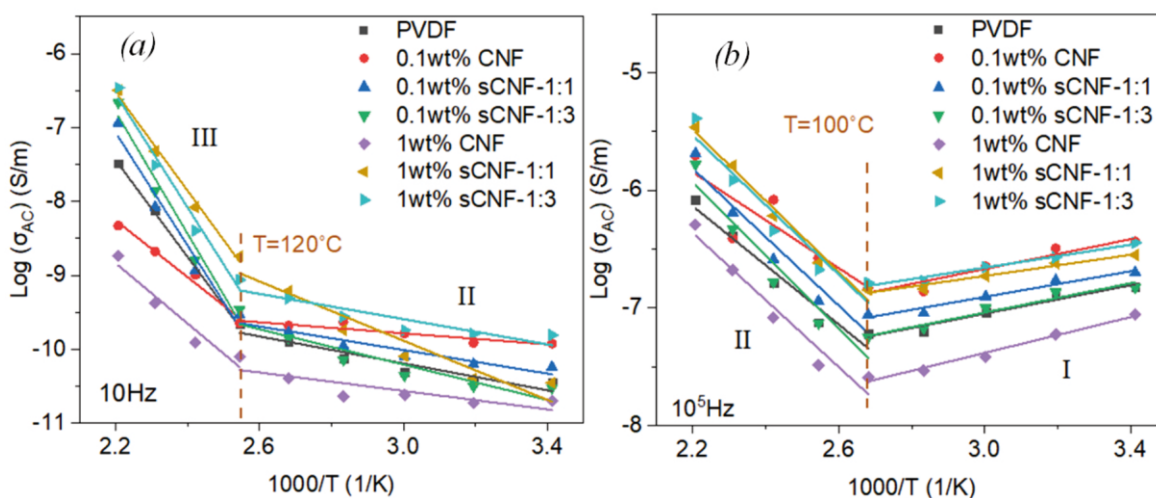 (a)
PVDF
0.1wt% CNF
0.1wt% sCNF-1:1
0.1wt% sCNF-1:3
1wt% CNF
1wt% sCNF-1:1
1wt% sCNF-1:3
III
T=120°C
II
10Hz
-6
-7
-8
-9
-10
-11
Log (σAC) (S/m)
2.2 2.6 3.0 3.4
1000/T (1/K)
(b)
PVDF
0.1wt% CNF
0.1wt% sCNF-1:1
0.1wt% sCNF-1:3
1wt% CNF
1wt% sCNF-1:1
1wt% sCNF-1:3
T=100°C
II
I
10⁵Hz
-5
-6
-7
-8
Log (σAC) (S/m)
2.2 2.6 3.0 3.4
1000/T (1/K)